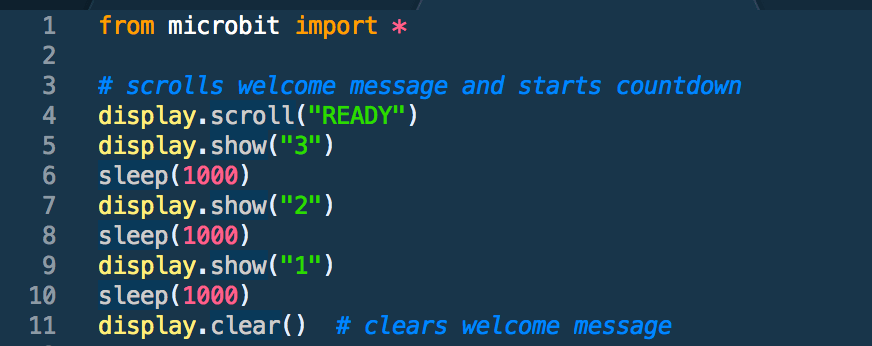 1 from microbit import *
2
3 # scrolls welcome message and starts countdown
4 display.scroll("READY")
5 display.show("3")
6 sleep(1000)
7 display.show("2")
8 sleep(1000)
9 display.show("1")
10 sleep(1000)
11 display.clear()  # clears welcome message